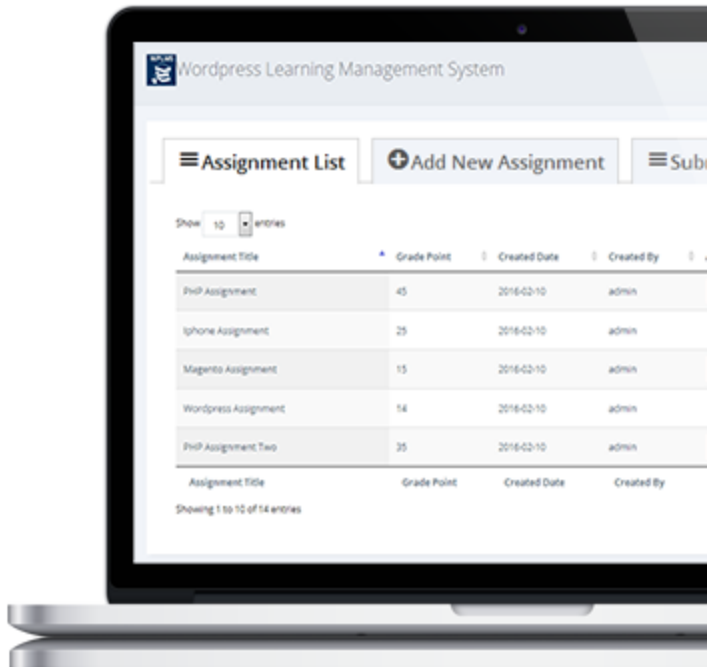 Wordpress Learning Management System
Assignment List
Add New Assignment
Sub
Show 10 entries
Assignment Title Grade Point Created Date Created By
PHP Assignment 45 2016-02-10 admin
Iphone Assignment 25 2016-02-10 admin
Magento Assignment 15 2016-02-10 admin
Wordpress Assignment 14 2016-02-10 admin
PHP Assignment Two 35 2016-02-10 admin
Assignment Title Grade Point Created Date Created By
Showing 1 to 10 of 14 entries